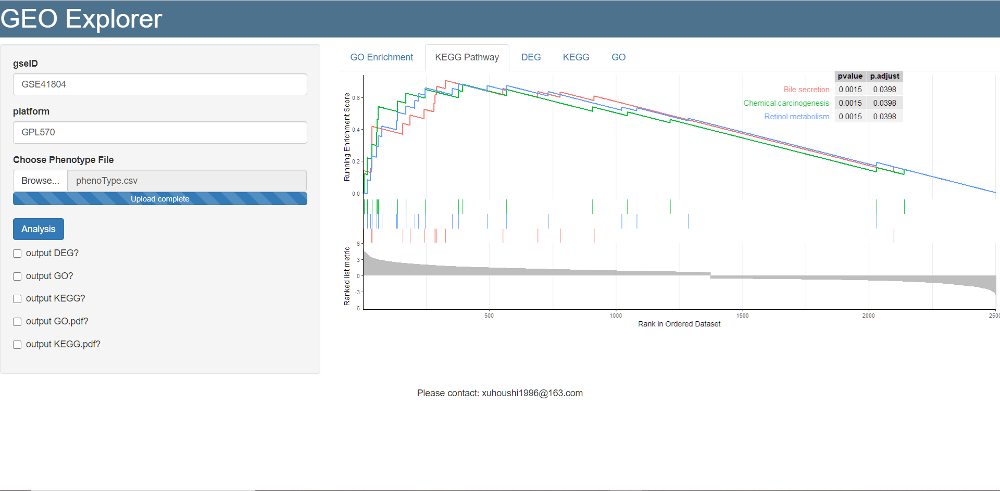 GEO Explorer
gseID
GSE41804
platform
GPL570
Choose Phenotype File
Browse... phenoType.csv
Upload complete
Analysis
output DEG?
output GO?
output KEGG?
output GO.pdf?
output KEGG.pdf?
GO Enrichment KEGG Pathway DEG KEGG GO
pvalue p.adjust
Bile secretion 0.0015 0.0398
Chemical carcinogenesis 0.0015 0.0398
Retinol metabolism 0.0015 0.0398
Running Enrichment Score
0.6
0.4
0.2
0.0
Ranked list metric
6
3
0
-3
-6
500 1000 1500 2000 2500
Rank in Ordered Dataset
Please contact: xuhoushi1996@163.com